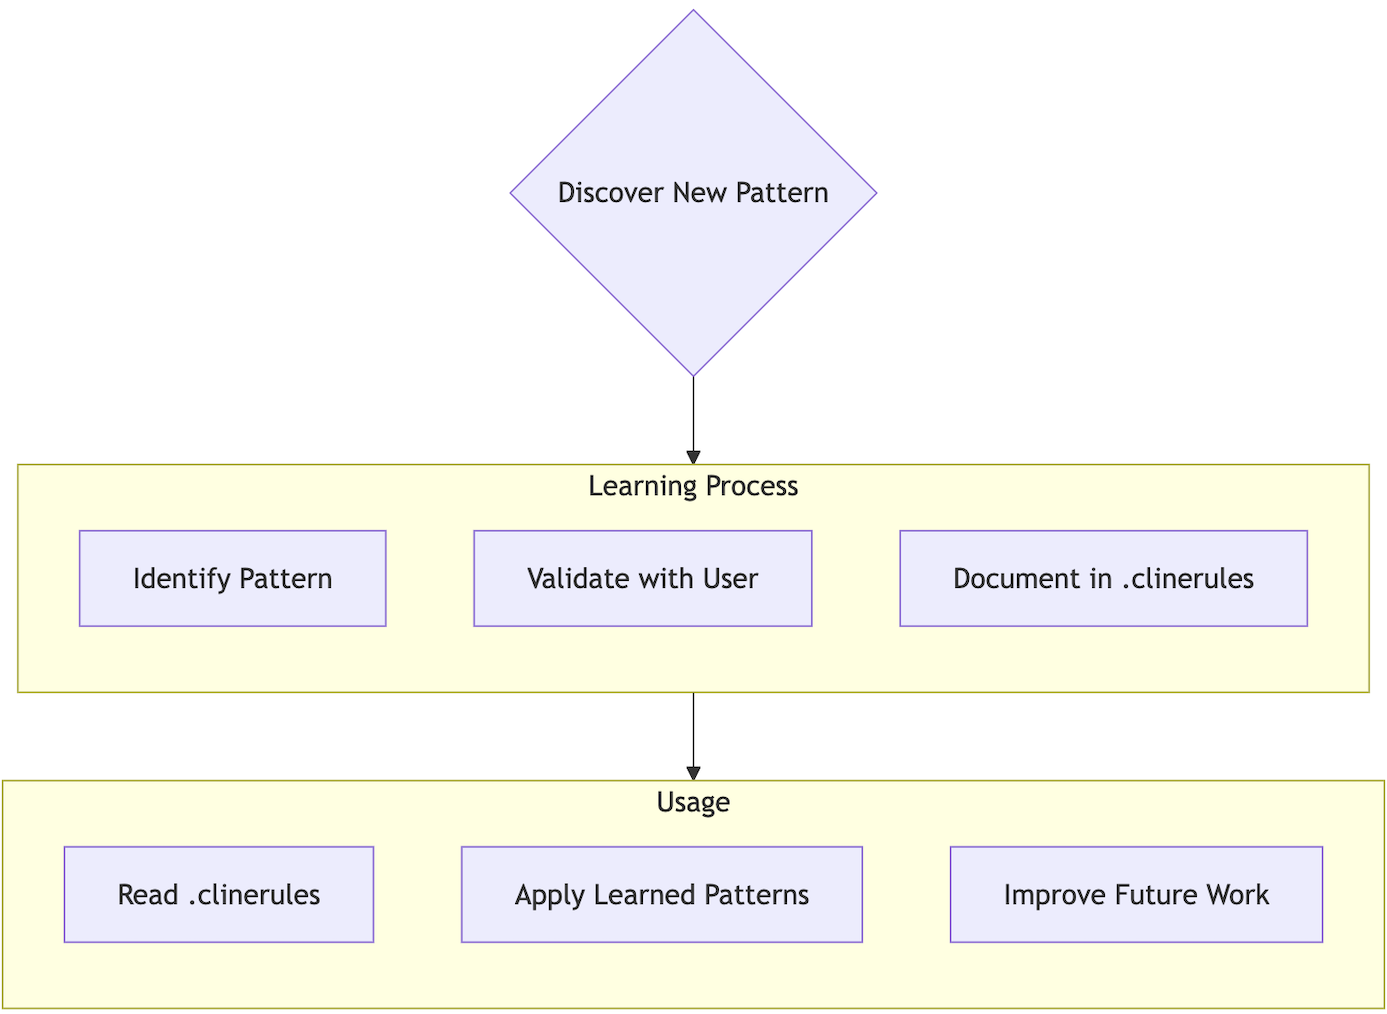 Discover New Pattern
Learning Process
Identify Pattern
Validate with User
Document in .clinerules
Usage
Read .clinerules
Apply Learned Patterns
Improve Future Work